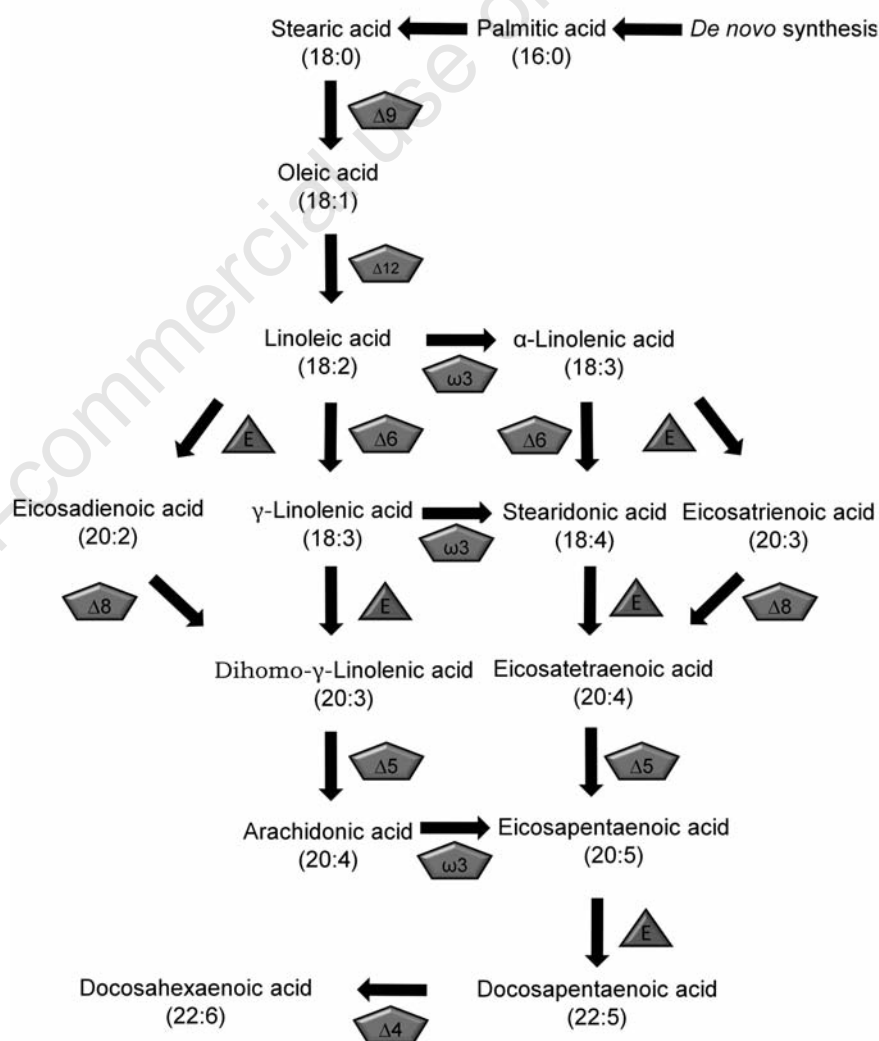 Stearic acid Palmitic acid De novo synthesis
(18:0) (16:0)
Δ9
Oleic acid
(18:1)
Δ12
Linoleic acid α-Linolenic acid
(18:2) (18:3)
ω3
E Δ6 Δ6 E
Eicosadienoic acid γ-Linolenic acid Stearidonic acid Eicosatrienoic acid
(20:2) (18:3) (18:4) (20:3)
ω3
Δ8 E E Δ8
Dihomo-γ-Linolenic acid Eicosatetraenoic acid
(20:3) (20:4)
Δ5 Δ5
Arachidonic acid Eicosapentaenoic acid
(20:4) (20:5)
ω3
E
Docosahexaenoic acid Docosapentaenoic acid
(22:6) (22:5)
Δ4
-commercial use